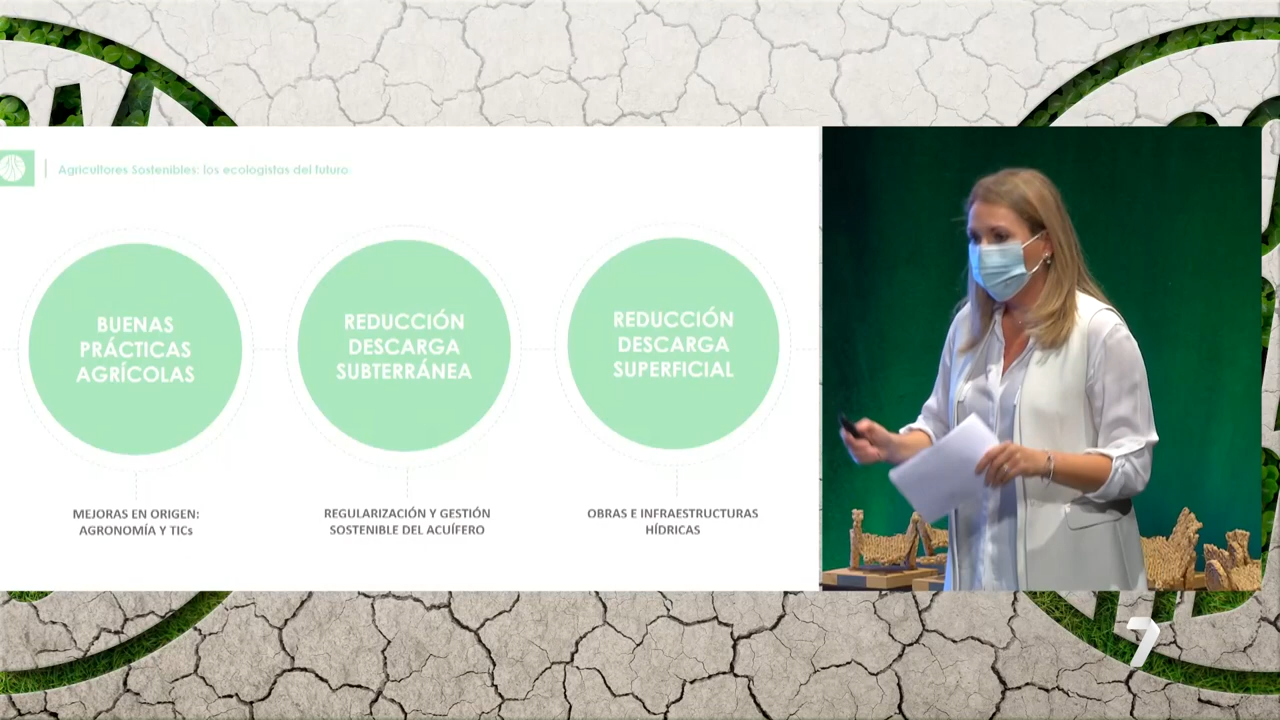 Agricultores Sostenibles: los ecologistas del futuro
BUENAS
PRÁCTICAS
AGRÍCOLAS
REDUCCIÓN
DESCARGA
SUBTERRÁNEA
REDUCCIÓN
DESCARGA
SUPERFICIAL
MEJORAS EN ORIGEN:
AGRONOMÍA Y TICs
REGULARIZACIÓN Y GESTIÓN
SOSTENIBLE DEL ACUÍFERO
OBRAS E INFRAESTRUCTURAS
HÍDRICAS
7